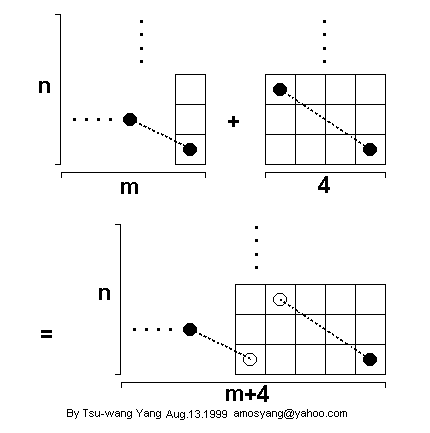 n
m
+
4
=
n
m+4
By Tsu-wang Yang Aug.13.1999 amosyang@yahoo.com